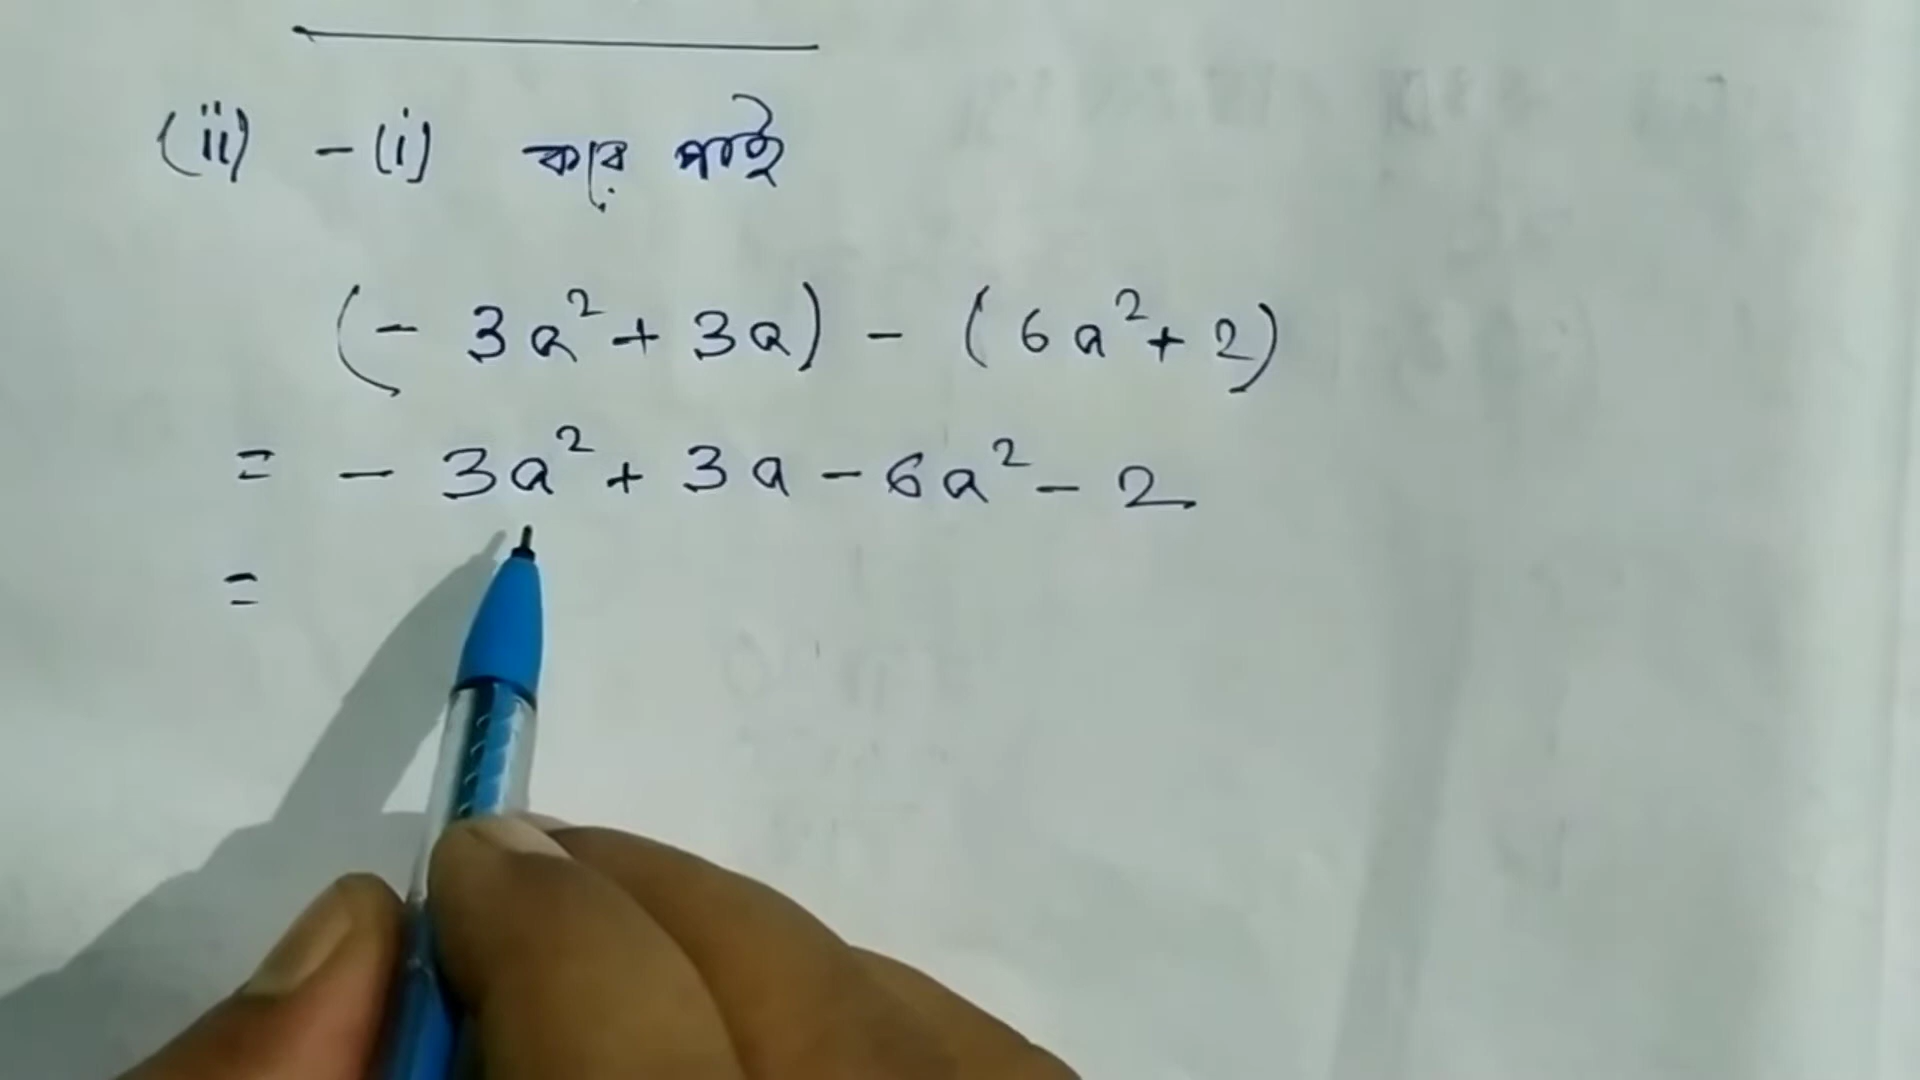 (ii) - (i) করে পাই
(- 3a² + 3a) - (6a² + 2)
= - 3a² + 3a - 6a² - 2
=